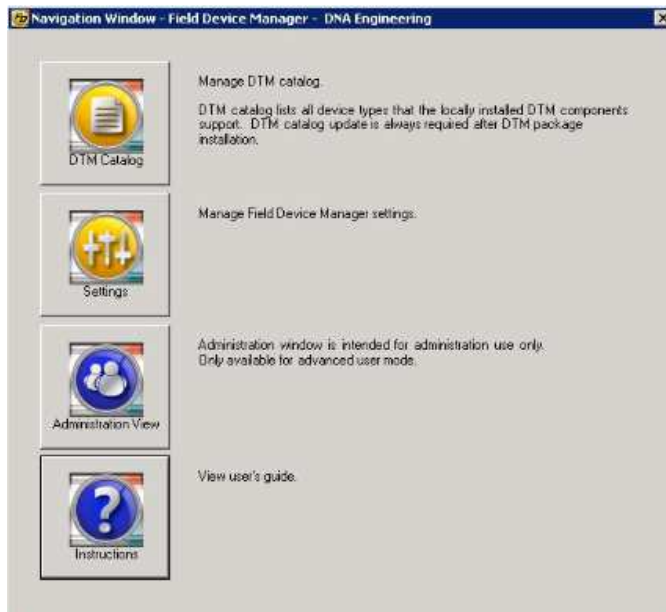 Navigation Window - Field Device Manager - DNA Engineering
Manage DTM catalog.
DTM catalog lists all device types that the locally installed DTM components
support. DTM catalog update is always required after DTM package
installation.
DTM Catalog
Manage Field Device Manager settings.
Settings
Administration window is intended for administration use only.
Only available for advanced user mode.
Administration View
View user's guide.
?
Instructions